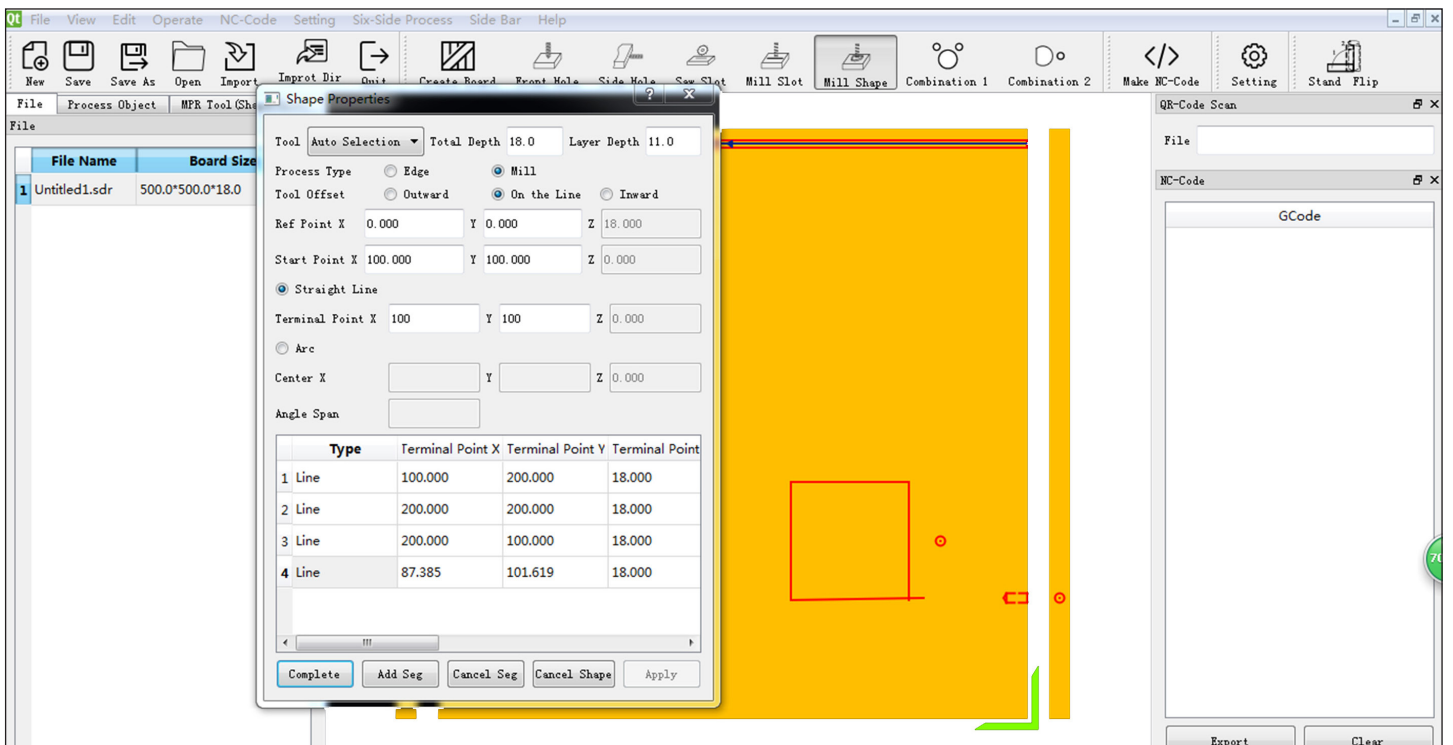 Qt File View Edit Operate NC-Code Setting Six-Side Process Side Bar Help
New Save Save As Open Import Improt Dir Quit Create Board Front Hole Side Hole Saw Slot Mill Slot Mill Shape Combination 1 Combination 2 Make NC-Code Setting Stand Flip
File Process Object MPR Tool(Sha
File
File Name Board Size
1 Untitled1.sdr 500.0*500.0*18.0
Shape Properties
Tool Auto Selection Total Depth 18.0 Layer Depth 11.0
Process Type Edge Mill
Tool Offset Outward On the Line Inward
Ref Point X 0.000 Y 0.000 Z 18.000
Start Point X 100.000 Y 100.000 Z 0.000
Straight Line
Terminal Point X 100 Y 100 Z 0.000
Arc
Center X Y Z 0.000
Angle Span
Type Terminal Point X Terminal Point Y Terminal Point
1 Line 100.000 200.000 18.000
2 Line 200.000 200.000 18.000
3 Line 200.000 100.000 18.000
4 Line 87.385 101.619 18.000
Complete Add Seg Cancel Seg Cancel Shape Apply
QR-Code Scan
File
NC-Code
GCode
Export Clear